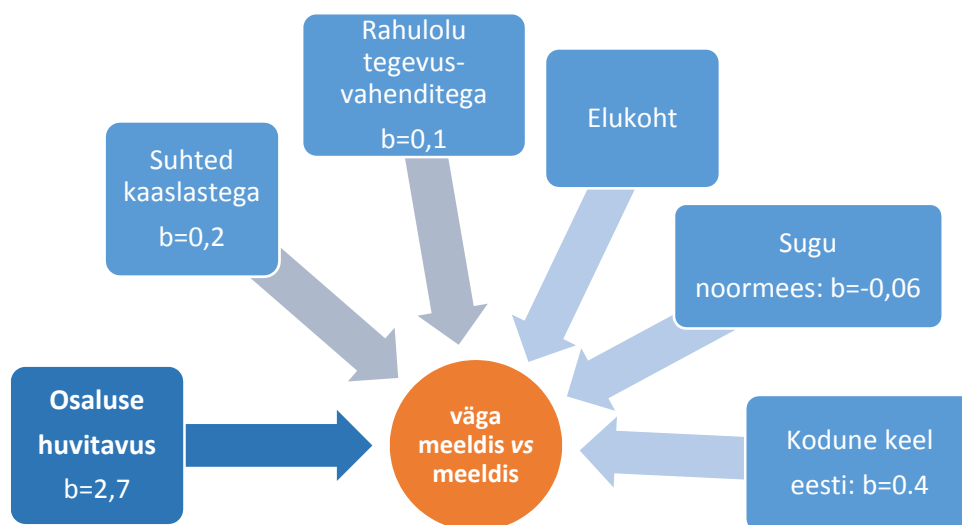 Rahulolu
tegevus-
vahenditega
b=0,1
Elukoht
Suhted
kaaslastega
b=0,2
Sugu
noormees: b=-0,06
Osaluse
huvitavus
b=2,7
väga
meeldis vs
meeldis
Kodune keel
eesti: b=0.4